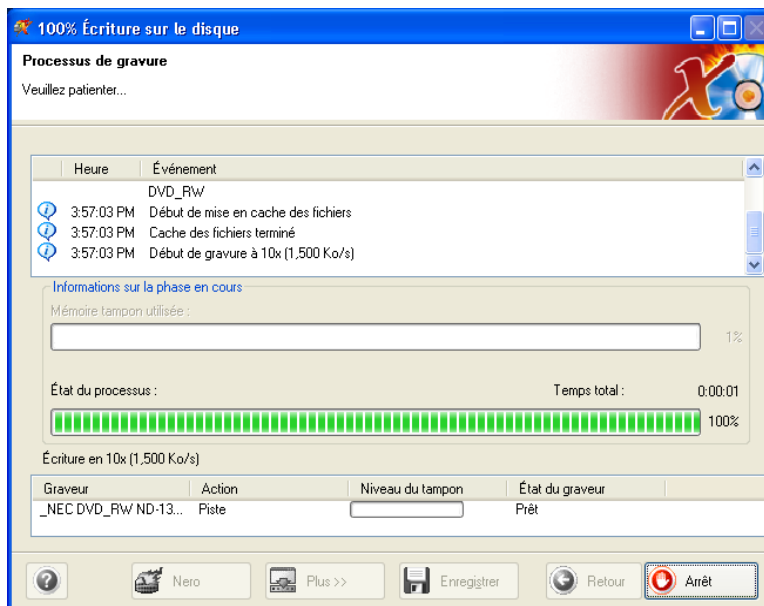 100% Écriture sur le disque
Processus de gravure
Veuillez patienter...
Heure Événement
DVD_RW
3:57:03 PM Début de mise en cache des fichiers
3:57:03 PM Cache des fichiers terminé
3:57:03 PM Début de gravure à 10x (1,500 Ko/s)
Informations sur la phase en cours
Mémoire tampon utilisée :
1%
État du processus : Temps total : 0:00:01
100%
Écriture en 10x (1,500 Ko/s)
Graveur Action Niveau du tampon État du graveur
_NEC DVD_RW ND-13... Piste Prêt
Nero Plus >> Enregistrer Retour Arrêt